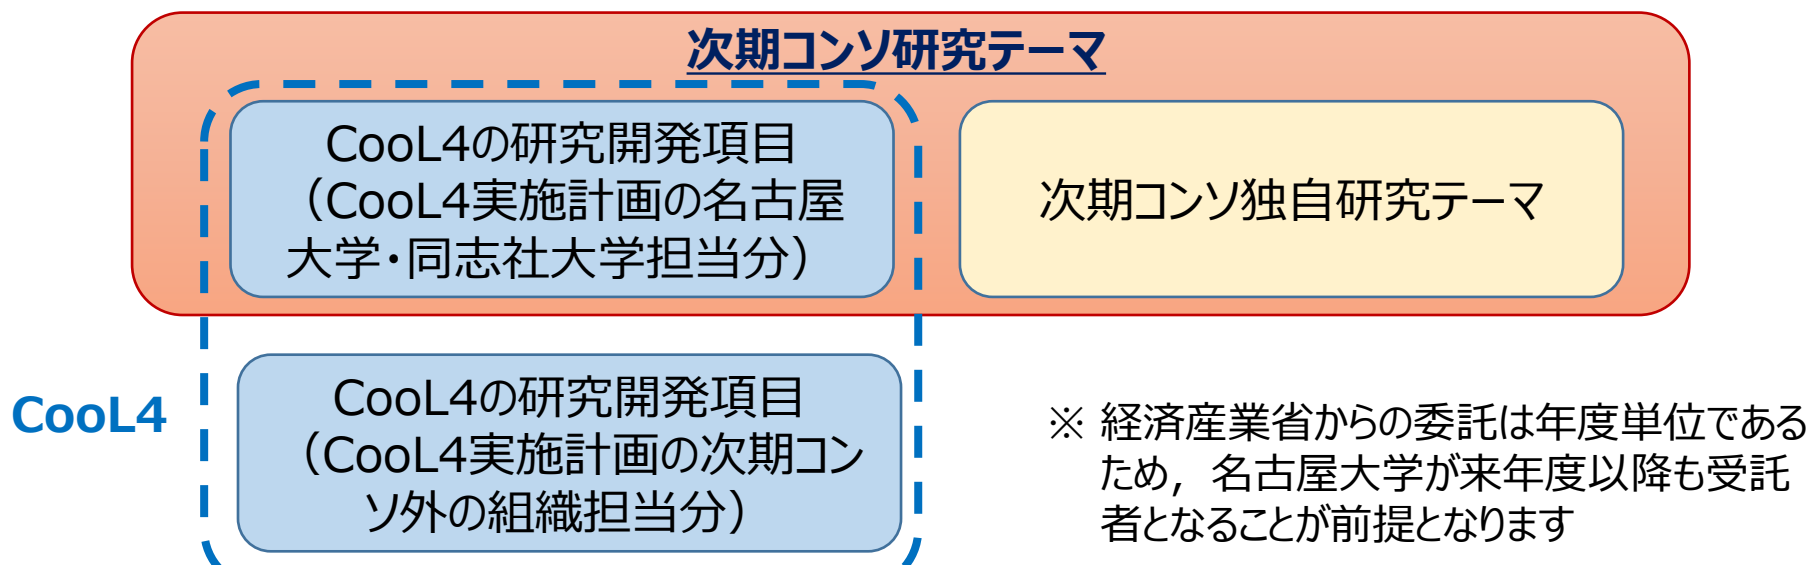 次期コンソ研究テーマ
CooL4の研究開発項目
（CooL4実施計画の名古屋
大学・同志社大学担当分）
次期コンソ独自研究テーマ
CooL4
CooL4の研究開発項目
（CooL4実施計画の次期コン
ソ外の組織担当分）
※ 経済産業省からの委託は年度単位である
ため，名古屋大学が来年度以降も受託
者となることが前提となります